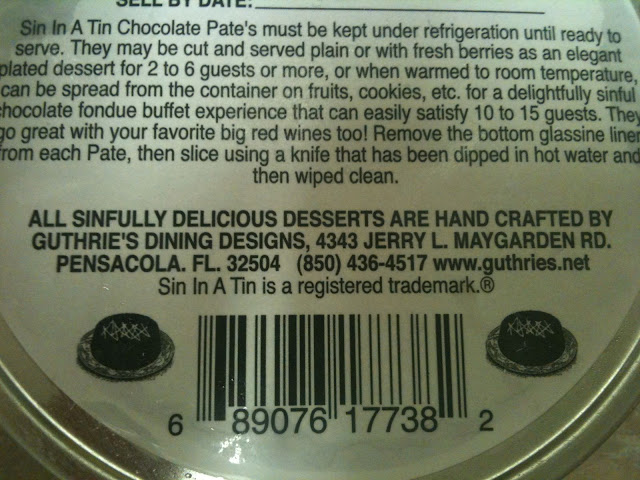 SELL BY DATE:
Sin In A Tin Chocolate Pate's must be kept under refrigeration until ready to
serve. They may be cut and served plain or with fresh berries as an elegant
plated dessert for 2 to 6 guests or more, or when warmed to room temperature,
can be spread from the container on fruits, cookies, etc. for a delightfully sinful
chocolate fondue buffet experience that can easily satisfy 10 to 15 guests. They
go great with your favorite big red wines too! Remove the bottom glassine liner
from each Pate, then slice using a knife that has been dipped in hot water and
then wiped clean.
ALL SINFULLY DELICIOUS DESSERTS ARE HAND CRAFTED BY
GUTHRIE'S DINING DESIGNS, 4343 JERRY L. MAYGARDEN RD.
PENSACOLA. FL. 32504 (850) 436-4517 www.guthries.net
Sin In A Tin is a registered trademark.®
6 89076 17738 2